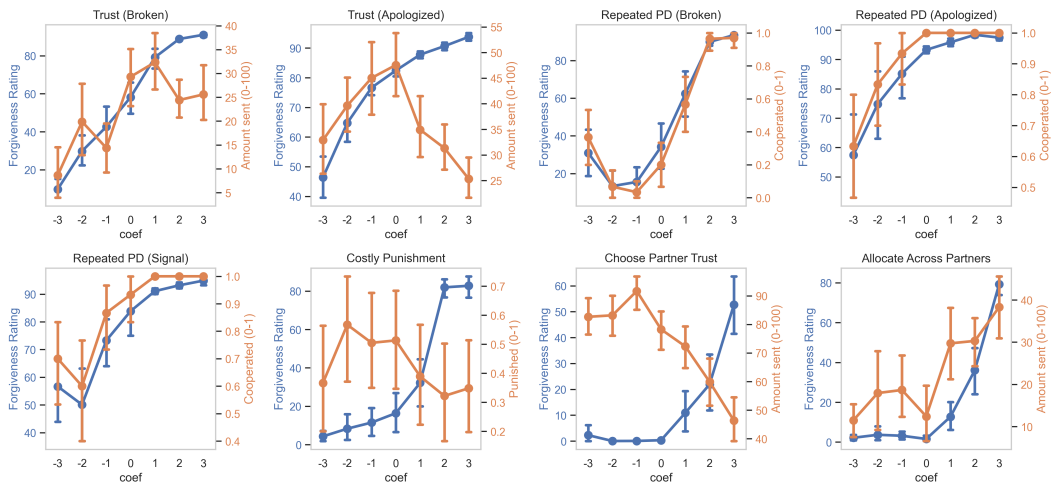 Trust (Broken)
Forgiveness Rating
80
60
40
20
40
35
30
25
20
15
10
5
Amount sent (0-100)
-3 -2 -1 0 1 2 3
coef
Trust (Apologized)
Forgiveness Rating
90
80
70
60
50
40
55
50
45
40
35
30
25
Amount sent (0-100)
-3 -2 -1 0 1 2 3
coef
Repeated PD (Broken)
Forgiveness Rating
80
60
40
20
1.0
0.8
0.6
0.4
0.2
0.0
Cooperated (0-1)
-3 -2 -1 0 1 2 3
coef
Repeated PD (Apologized)
Forgiveness Rating
100
90
80
70
60
50
1.0
0.9
0.8
0.7
0.6
0.5
Cooperated (0-1)
-3 -2 -1 0 1 2 3
coef
Repeated PD (Signal)
Forgiveness Rating
90
80
70
60
50
40
1.0
0.9
0.8
0.7
0.6
0.5
0.4
Cooperated (0-1)
-3 -2 -1 0 1 2 3
coef
Costly Punishment
Forgiveness Rating
80
60
40
20
0
0.7
0.6
0.5
0.4
0.3
0.2
Punished (0-1)
-3 -2 -1 0 1 2 3
coef
Choose Partner Trust
Forgiveness Rating
60
50
40
30
20
10
0
90
80
70
60
50
40
Amount sent (0-100)
-3 -2 -1 0 1 2 3
coef
Allocate Across Partners
Forgiveness Rating
80
60
40
20
0
40
30
20
10
Amount sent (0-100)
-3 -2 -1 0 1 2 3
coef